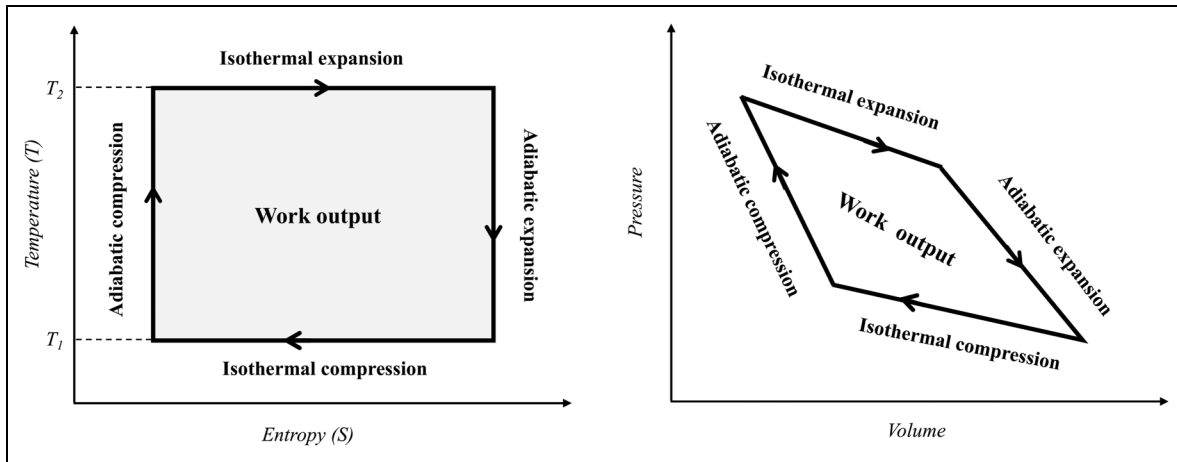 Isothermal expansion
T2
Temperature (T)
Adiabatic compression
Work output
Adiabatic expansion
T1
Isothermal compression
Entropy (S)
Isothermal expansion
Pressure
Adiabatic compression
Work output
Adiabatic expansion
Isothermal compression
Volume